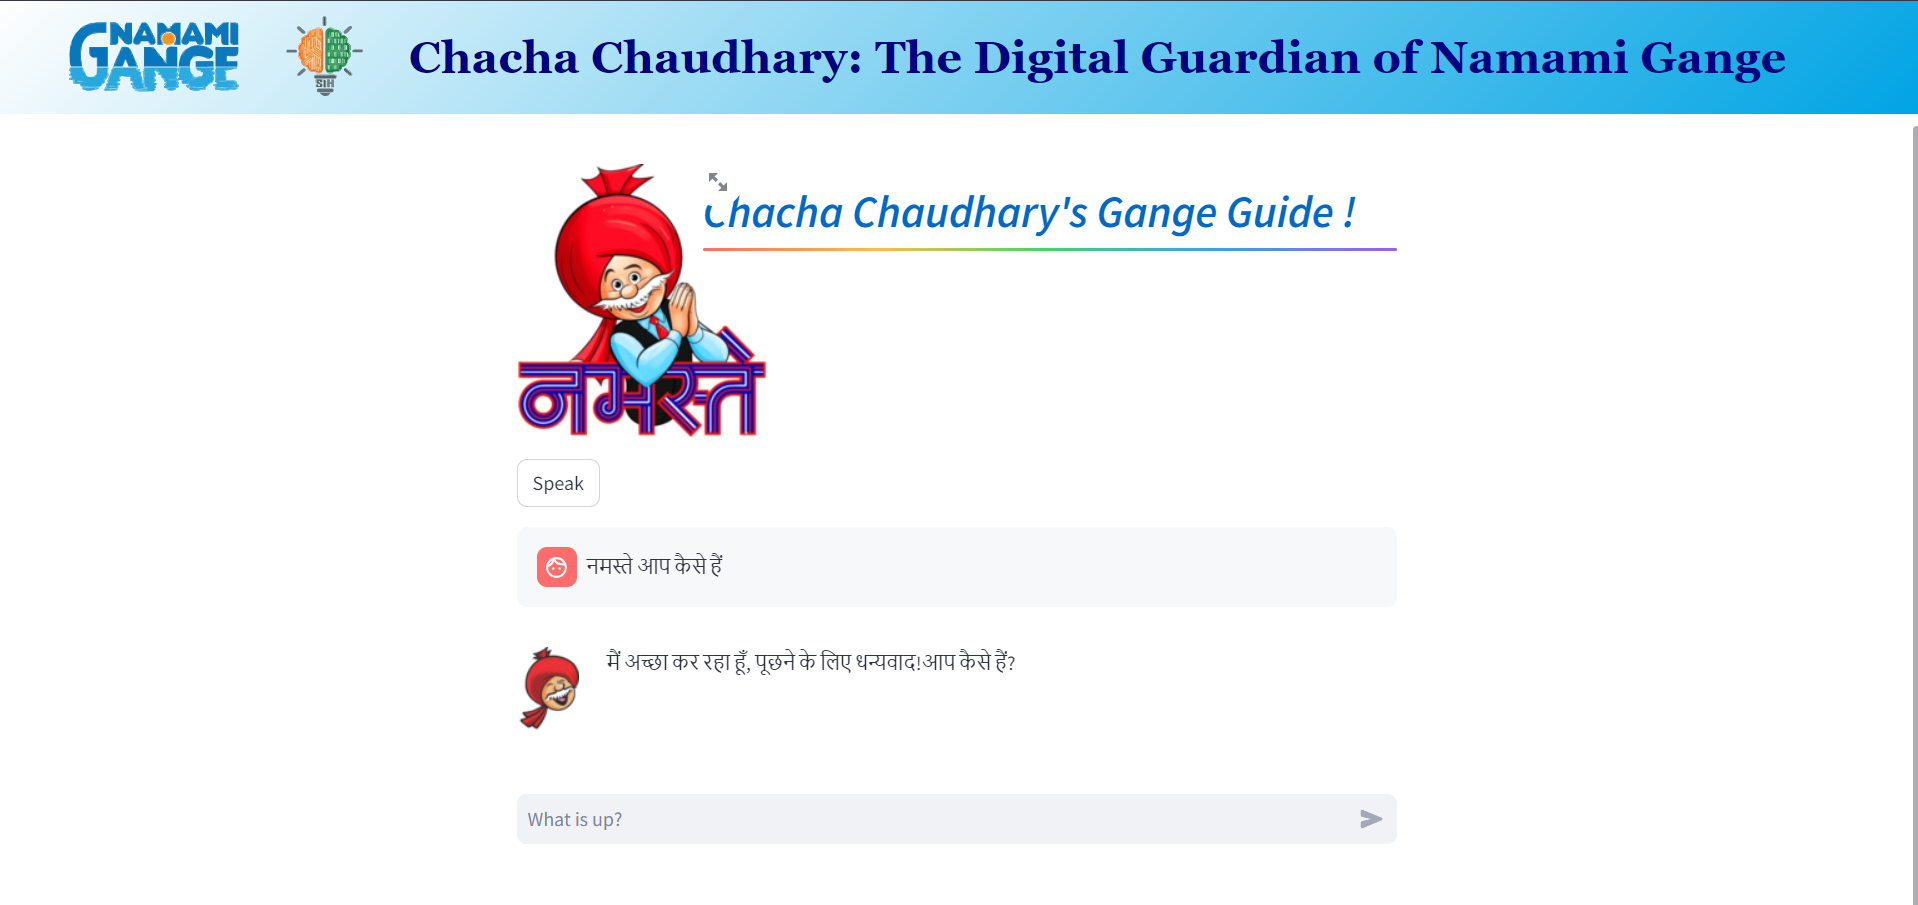 NAMAMI
GANGE
SIH
Chacha Chaudhary: The Digital Guardian of Namami Gange
Chacha Chaudhary's Gange Guide !
नमस्ते
Speak
नमस्ते आप कैसे हैं
मैं अच्छा कर रहा हूँ, पूछने के लिए धन्यवाद!आप कैसे हैं?
What is up?